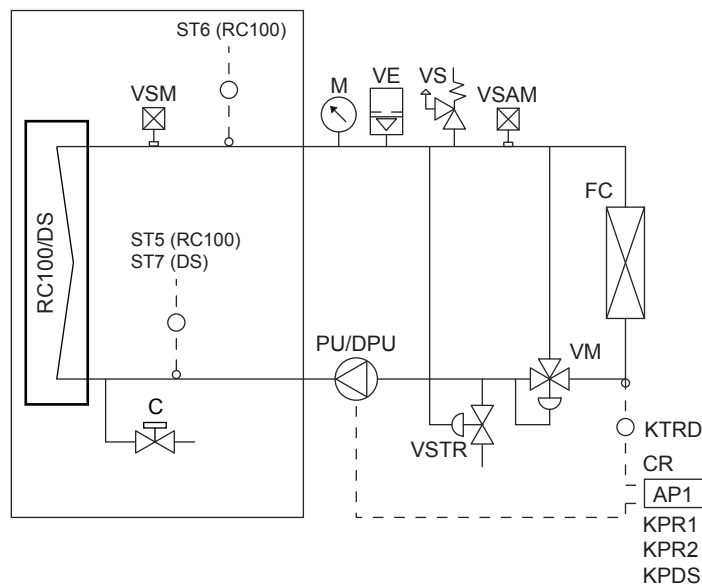 ST6 (RC100)
M
VE
VS
VSM
VSAM
FC
RC100/DS
ST5 (RC100)
ST7 (DS)
PU/DPU
VM
C
VSTR
KTRD
CR
AP1
KPR1
KPR2
KPDS